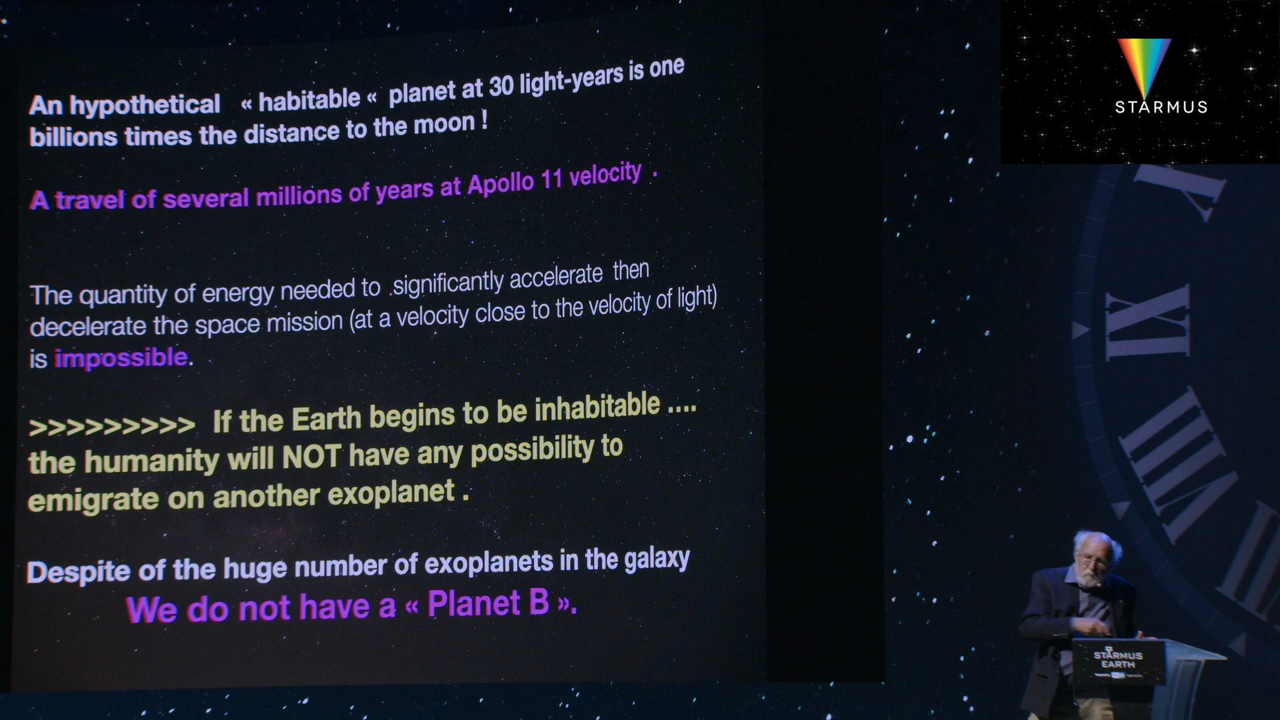 An hypothetical « habitable « planet at 30 light-years is one
billions times the distance to the moon !
A travel of several millions of years at Apollo 11 velocity .
The quantity of energy needed to .significantly accelerate then
decelerate the space mission (at a velocity close to the velocity of light)
is impossible.
>>>>>>>>> If the Earth begins to be inhabitable ....
the humanity will NOT have any possibility to
emigrate on another exoplanet .
Despite of the huge number of exoplanets in the galaxy
We do not have a « Planet B ».
STARMUS
STARMUS
EARTH